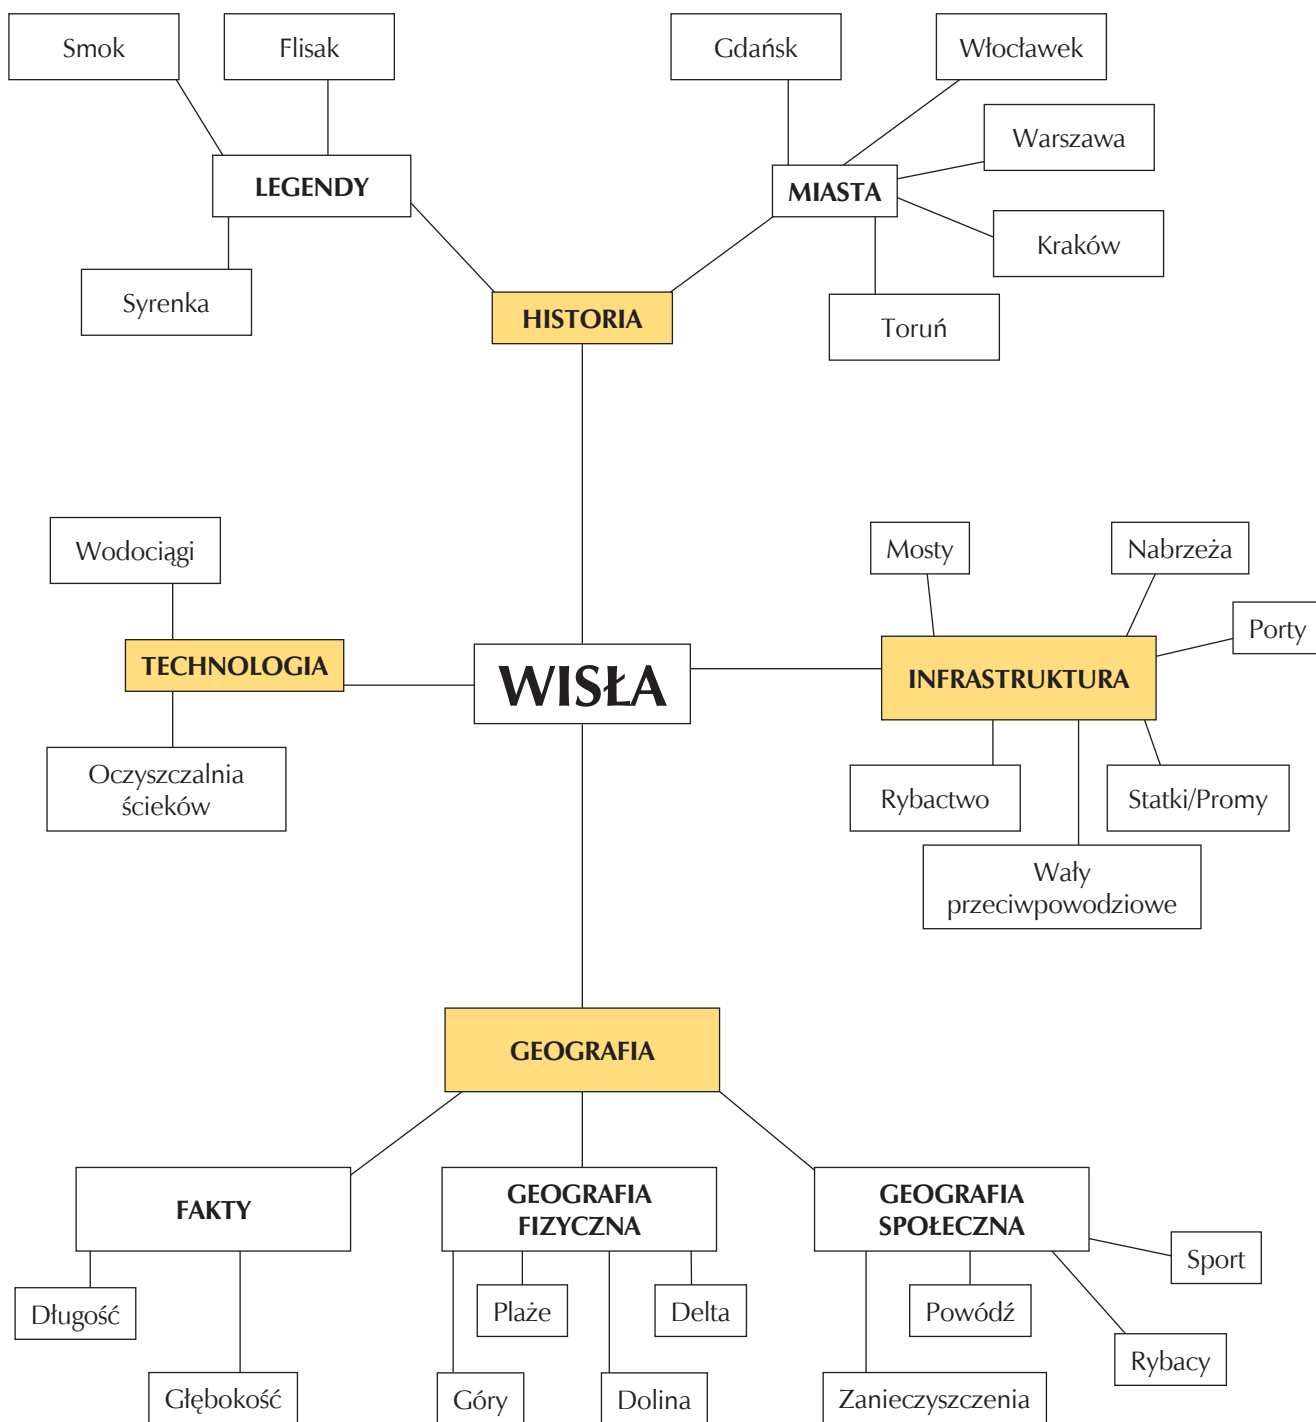 Smok
Flisak
Gdańsk
Włocławek
Warszawa
LEGENDY
MIASTA
Kraków
Syrenka
HISTORIA
Toruń
Wodociągi
Mosty
Nabrzeża
Porty
TECHNOLOGIA
WISŁA
INFRASTRUKTURA
Oczyszczalnia
ścieków
Rybactwo
Statki/Promy
Wały
przeciwpowodziowe
GEOGRAFIA
FAKTY
GEOGRAFIA
FIZYCZNA
GEOGRAFIA
SPOŁECZNA
Sport
Długość
Plaże
Delta
Powódź
Rybacy
Głębokość
Góry
Dolina
Zanieczyszczenia